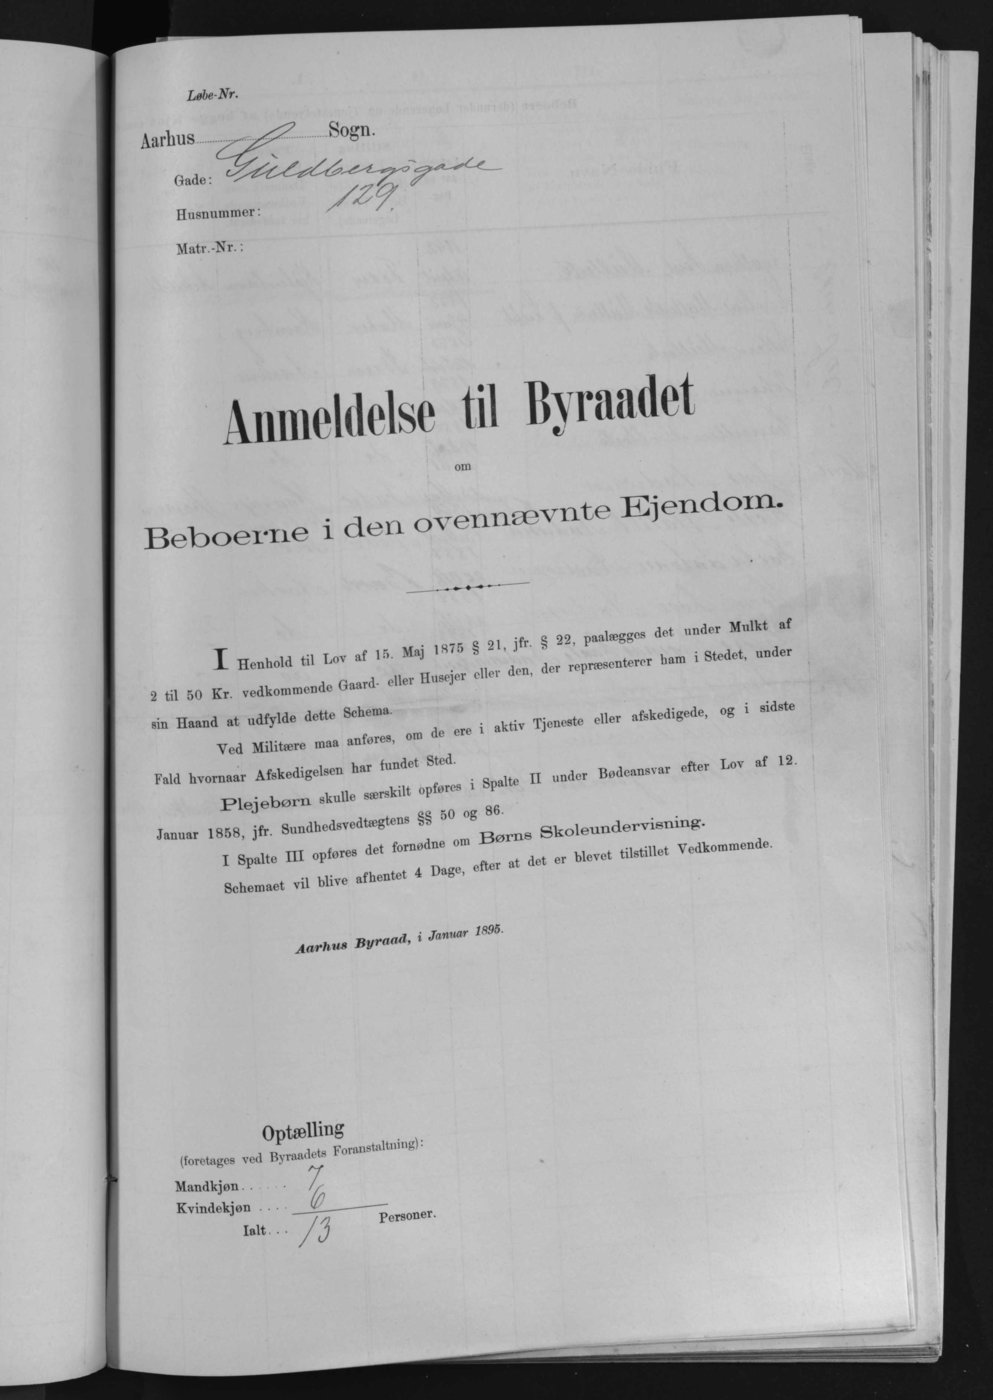 Løbe-Nr.
Aarhus Sogn.
Gade: Guldbergsgade
Husnummer: 129.
Matr.-Nr.:
Anmeldelse til Byraadet
om
Beboerne i den ovennævnte Ejendom.
I Henhold til Lov af 15. Maj 1875 § 21, jfr. § 22, paalægges det under Mulkt af
2 til 50 Kr. vedkommende Gaard- eller Husejer eller den, der repræsenterer ham i Stedet, under
sin Haand at udfylde dette Schema.
Ved Militære maa anføres, om de ere i aktiv Tjeneste eller afskedigede, og i sidste
Fald hvornaar Afskedigelsen har fundet Sted.
Plejebørn skulle særskilt opføres i Spalte II under Bødeansvar efter Lov af 12.
Januar 1858, jfr. Sundhedsvedtægtens §§ 50 og 86.
I Spalte III opføres det fornødne om Børns Skoleundervisning.
Schemaet vil blive afhentet 4 Dage, efter at det er blevet tilstillet Vedkommende.
Aarhus Byraad, i Januar 1895.
Optælling
(foretages ved Byraadets Foranstaltning):
Mandkjøn...... 7
Kvindekjøn .... 6
Ialt... 13 Personer.